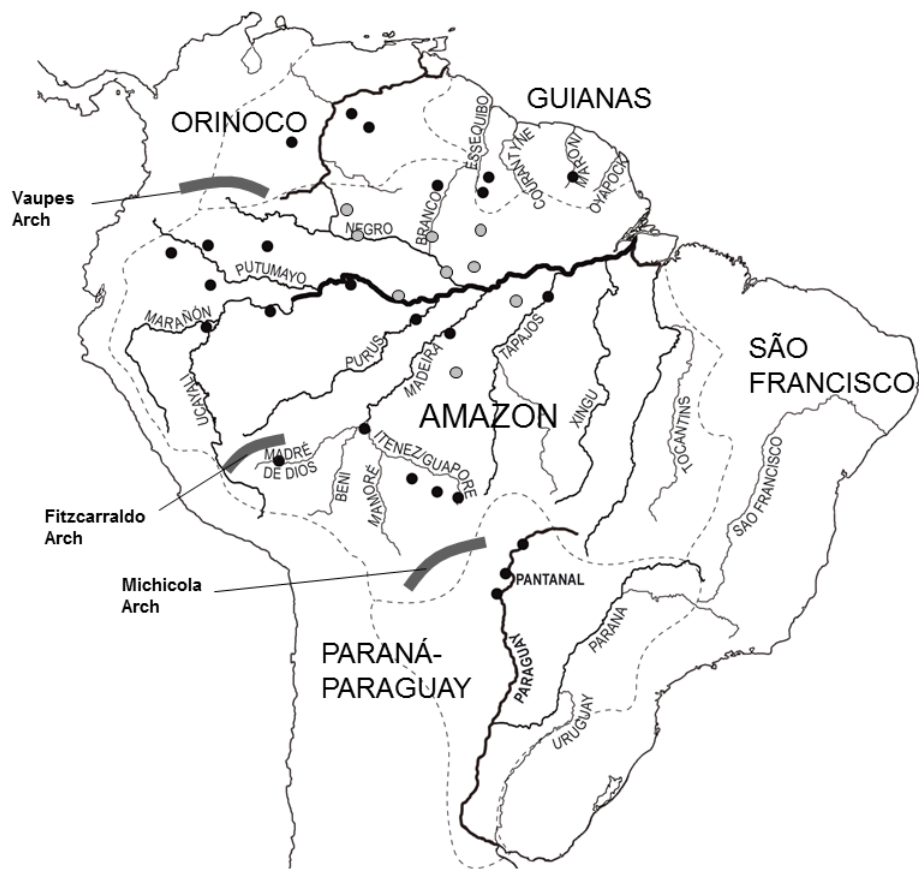 GUIANAS
ORINOCO
ESSEQUIBO
COURANTYNE
MARONI
OYAPOCK
Vaupes
Arch
BRANCO
NEGRO
PUTUMAYO
MARAÑÓN
PURUS
MADEIRA
TAPAJOS
XINGU
TOCANTINS
SÃO
FRANCISCO
UCAYALI
AMAZON
MADRÉ
DE DIOS
BENI
MAMORÉ
ITENEZ/GUAPORE
SAO FRANCISCO
Fitzcarraldo
Arch
Michicola
Arch
PANTANAL
PARANÁ-
PARAGUAY
PARAGUAY
PARANA
URUGUAY